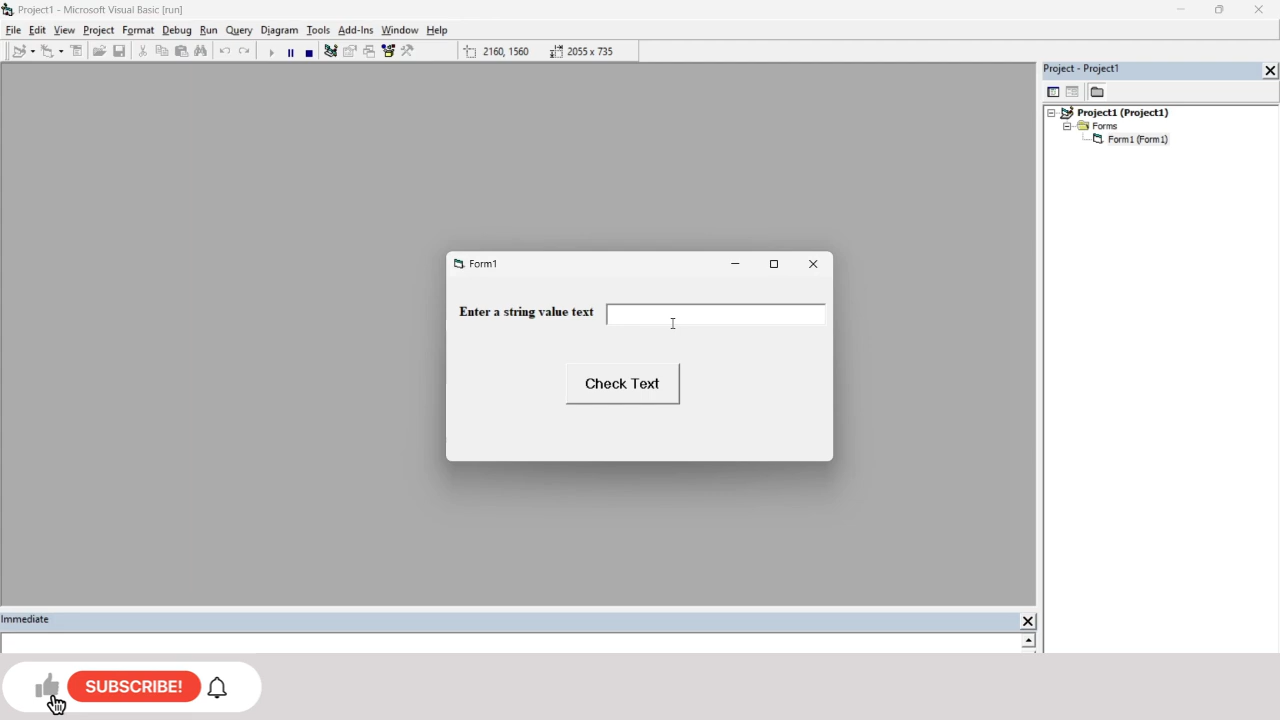 Project1 - Microsoft Visual Basic [run]
File Edit View Project Format Debug Run Query Diagram Tools Add-Ins Window Help
2160, 1560 2055 x 735
Project - Project1
Project1 (Project1)
Forms
Form1 (Form1)
Form1
Enter a string value text
Check Text
Immediate
SUBSCRIBE!